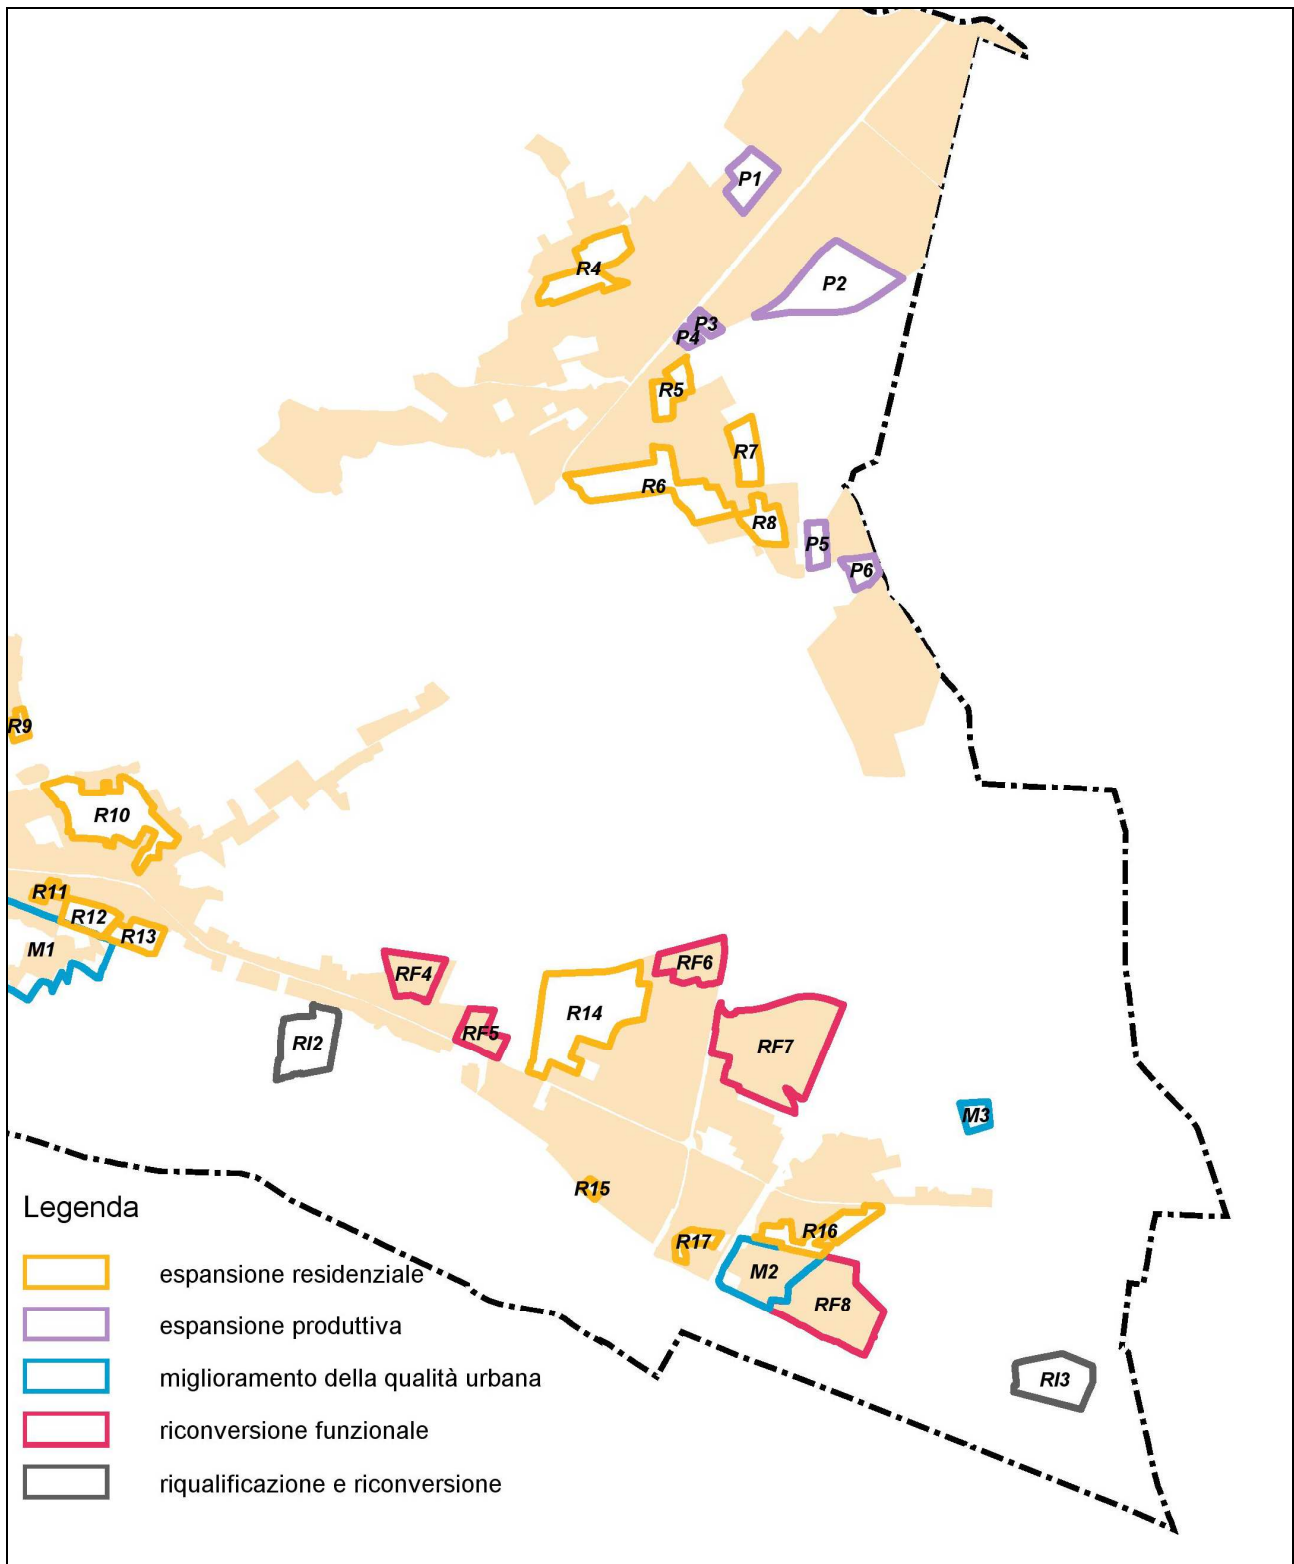 P1
R4
P2
P3
P4
R5
R7
R6
R8
P5
P6
R9
R10
R11
R12
R13
M1
RF4
RF6
R14
RF5
RI2
RF7
M3
R15
R16
R17
M2
RF8
RI3
Legenda
espansione residenziale
espansione produttiva
miglioramento della qualità urbana
riconversione funzionale
riqualificazione e riconversione